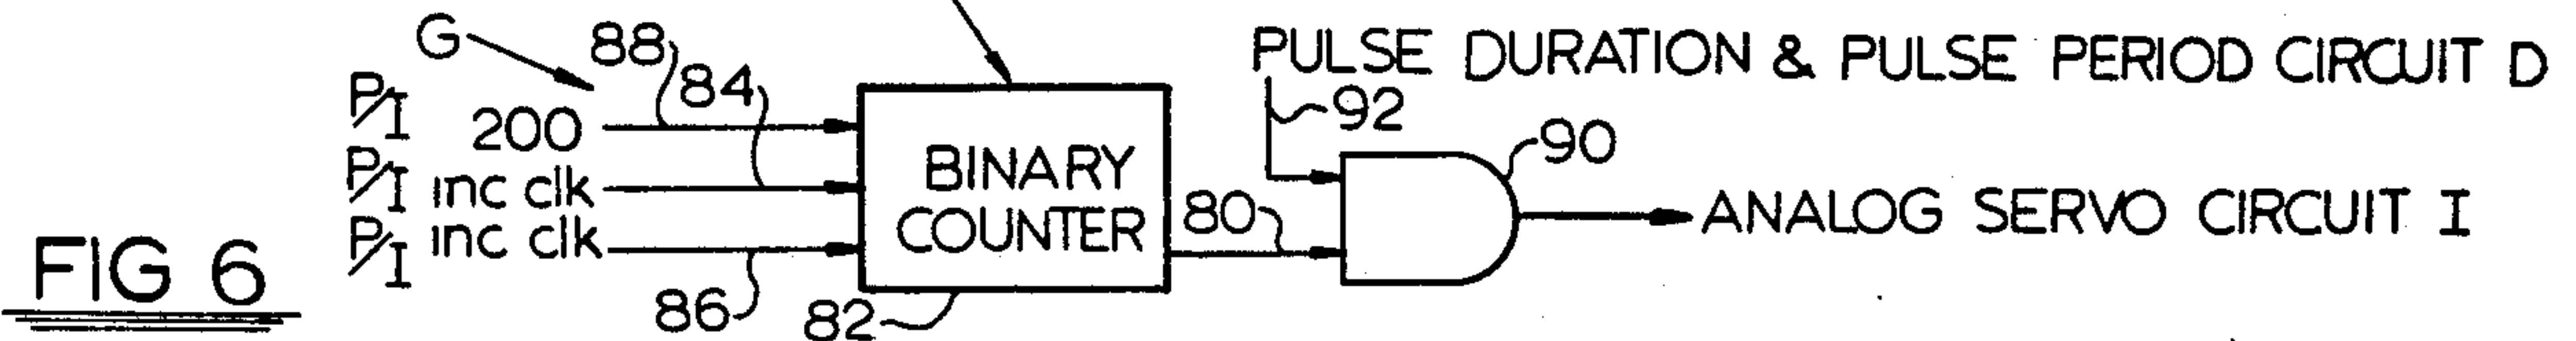 G
88
84
P/I 200
P/I inc clk
P/I inc clk
86
82
BINARY
COUNTER
PULSE DURATION & PULSE PERIOD CIRCUIT D
92
90
80
ANALOG SERVO CIRCUIT I
FIG 6